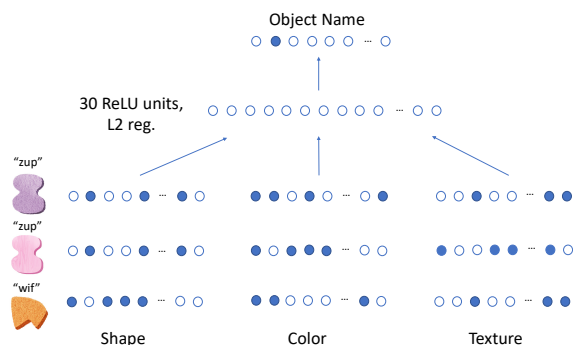 Object Name
...
30 ReLU units,
L2 reg.
...
"zup"
... ... ...
"zup"
... ... ...
"wif"
... ... ...
Shape Color Texture